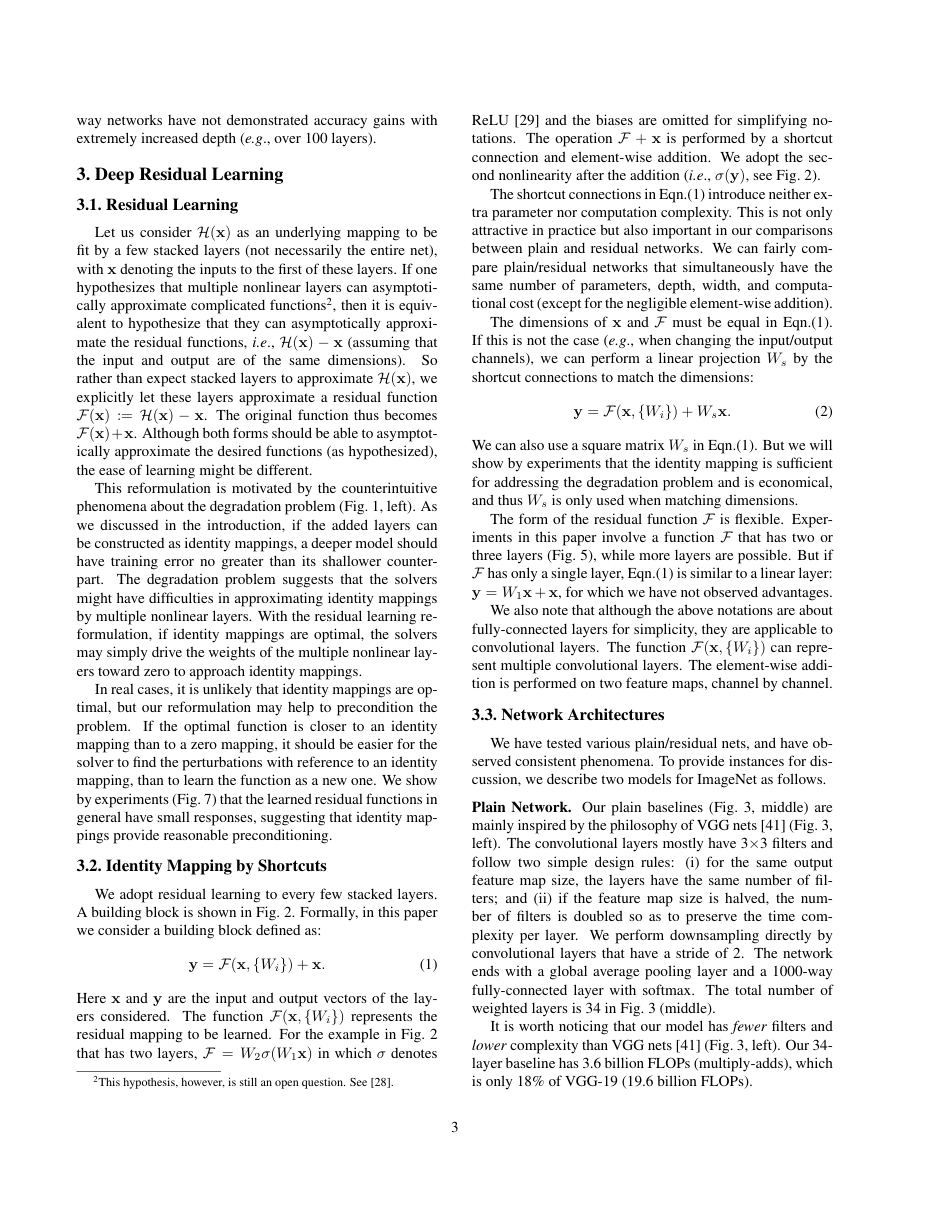 way networks have not demonstrated accuracy gains with
extremely increased depth (e.g., over 100 layers).
3. Deep Residual Learning
3.1. Residual Learning
Let us consider H(x) as an underlying mapping to be
fit by a few stacked layers (not necessarily the entire net),
with x denoting the inputs to the first of these layers. If one
hypothesizes that multiple nonlinear layers can asymptoti-
cally approximate complicated functions², then it is equiv-
alent to hypothesize that they can asymptotically approxi-
mate the residual functions, i.e., H(x) − x (assuming that
the input and output are of the same dimensions). So
rather than expect stacked layers to approximate H(x), we
explicitly let these layers approximate a residual function
F(x) := H(x) − x. The original function thus becomes
F(x)+x. Although both forms should be able to asymptot-
ically approximate the desired functions (as hypothesized),
the ease of learning might be different.
This reformulation is motivated by the counterintuitive
phenomena about the degradation problem (Fig. 1, left). As
we discussed in the introduction, if the added layers can
be constructed as identity mappings, a deeper model should
have training error no greater than its shallower counter-
part. The degradation problem suggests that the solvers
might have difficulties in approximating identity mappings
by multiple nonlinear layers. With the residual learning re-
formulation, if identity mappings are optimal, the solvers
may simply drive the weights of the multiple nonlinear lay-
ers toward zero to approach identity mappings.
In real cases, it is unlikely that identity mappings are op-
timal, but our reformulation may help to precondition the
problem. If the optimal function is closer to an identity
mapping than to a zero mapping, it should be easier for the
solver to find the perturbations with reference to an identity
mapping, than to learn the function as a new one. We show
by experiments (Fig. 7) that the learned residual functions in
general have small responses, suggesting that identity map-
pings provide reasonable preconditioning.
3.2. Identity Mapping by Shortcuts
We adopt residual learning to every few stacked layers.
A building block is shown in Fig. 2. Formally, in this paper
we consider a building block defined as:
y = F(x, {Wᵢ}) + x. (1)
Here x and y are the input and output vectors of the lay-
ers considered. The function F(x, {Wᵢ}) represents the
residual mapping to be learned. For the example in Fig. 2
that has two layers, F = W₂σ(W₁x) in which σ denotes
²This hypothesis, however, is still an open question. See [28].
ReLU [29] and the biases are omitted for simplifying no-
tations. The operation F + x is performed by a shortcut
connection and element-wise addition. We adopt the sec-
ond nonlinearity after the addition (i.e., σ(y), see Fig. 2).
The shortcut connections in Eqn.(1) introduce neither ex-
tra parameter nor computation complexity. This is not only
attractive in practice but also important in our comparisons
between plain and residual networks. We can fairly com-
pare plain/residual networks that simultaneously have the
same number of parameters, depth, width, and computa-
tional cost (except for the negligible element-wise addition).
The dimensions of x and F must be equal in Eqn.(1).
If this is not the case (e.g., when changing the input/output
channels), we can perform a linear projection Wₛ by the
shortcut connections to match the dimensions:
y = F(x, {Wᵢ}) + Wₛx. (2)
We can also use a square matrix Wₛ in Eqn.(1). But we will
show by experiments that the identity mapping is sufficient
for addressing the degradation problem and is economical,
and thus Wₛ is only used when matching dimensions.
The form of the residual function F is flexible. Exper-
iments in this paper involve a function F that has two or
three layers (Fig. 5), while more layers are possible. But if
F has only a single layer, Eqn.(1) is similar to a linear layer:
y = W₁x + x, for which we have not observed advantages.
We also note that although the above notations are about
fully-connected layers for simplicity, they are applicable to
convolutional layers. The function F(x, {Wᵢ}) can repre-
sent multiple convolutional layers. The element-wise addi-
tion is performed on two feature maps, channel by channel.
3.3. Network Architectures
We have tested various plain/residual nets, and have ob-
served consistent phenomena. To provide instances for dis-
cussion, we describe two models for ImageNet as follows.
Plain Network. Our plain baselines (Fig. 3, middle) are
mainly inspired by the philosophy of VGG nets [41] (Fig. 3,
left). The convolutional layers mostly have 3×3 filters and
follow two simple design rules: (i) for the same output
feature map size, the layers have the same number of fil-
ters; and (ii) if the feature map size is halved, the num-
ber of filters is doubled so as to preserve the time com-
plexity per layer. We perform downsampling directly by
convolutional layers that have a stride of 2. The network
ends with a global average pooling layer and a 1000-way
fully-connected layer with softmax. The total number of
weighted layers is 34 in Fig. 3 (middle).
It is worth noticing that our model has fewer filters and
lower complexity than VGG nets [41] (Fig. 3, left). Our 34-
layer baseline has 3.6 billion FLOPs (multiply-adds), which
is only 18% of VGG-19 (19.6 billion FLOPs).
3